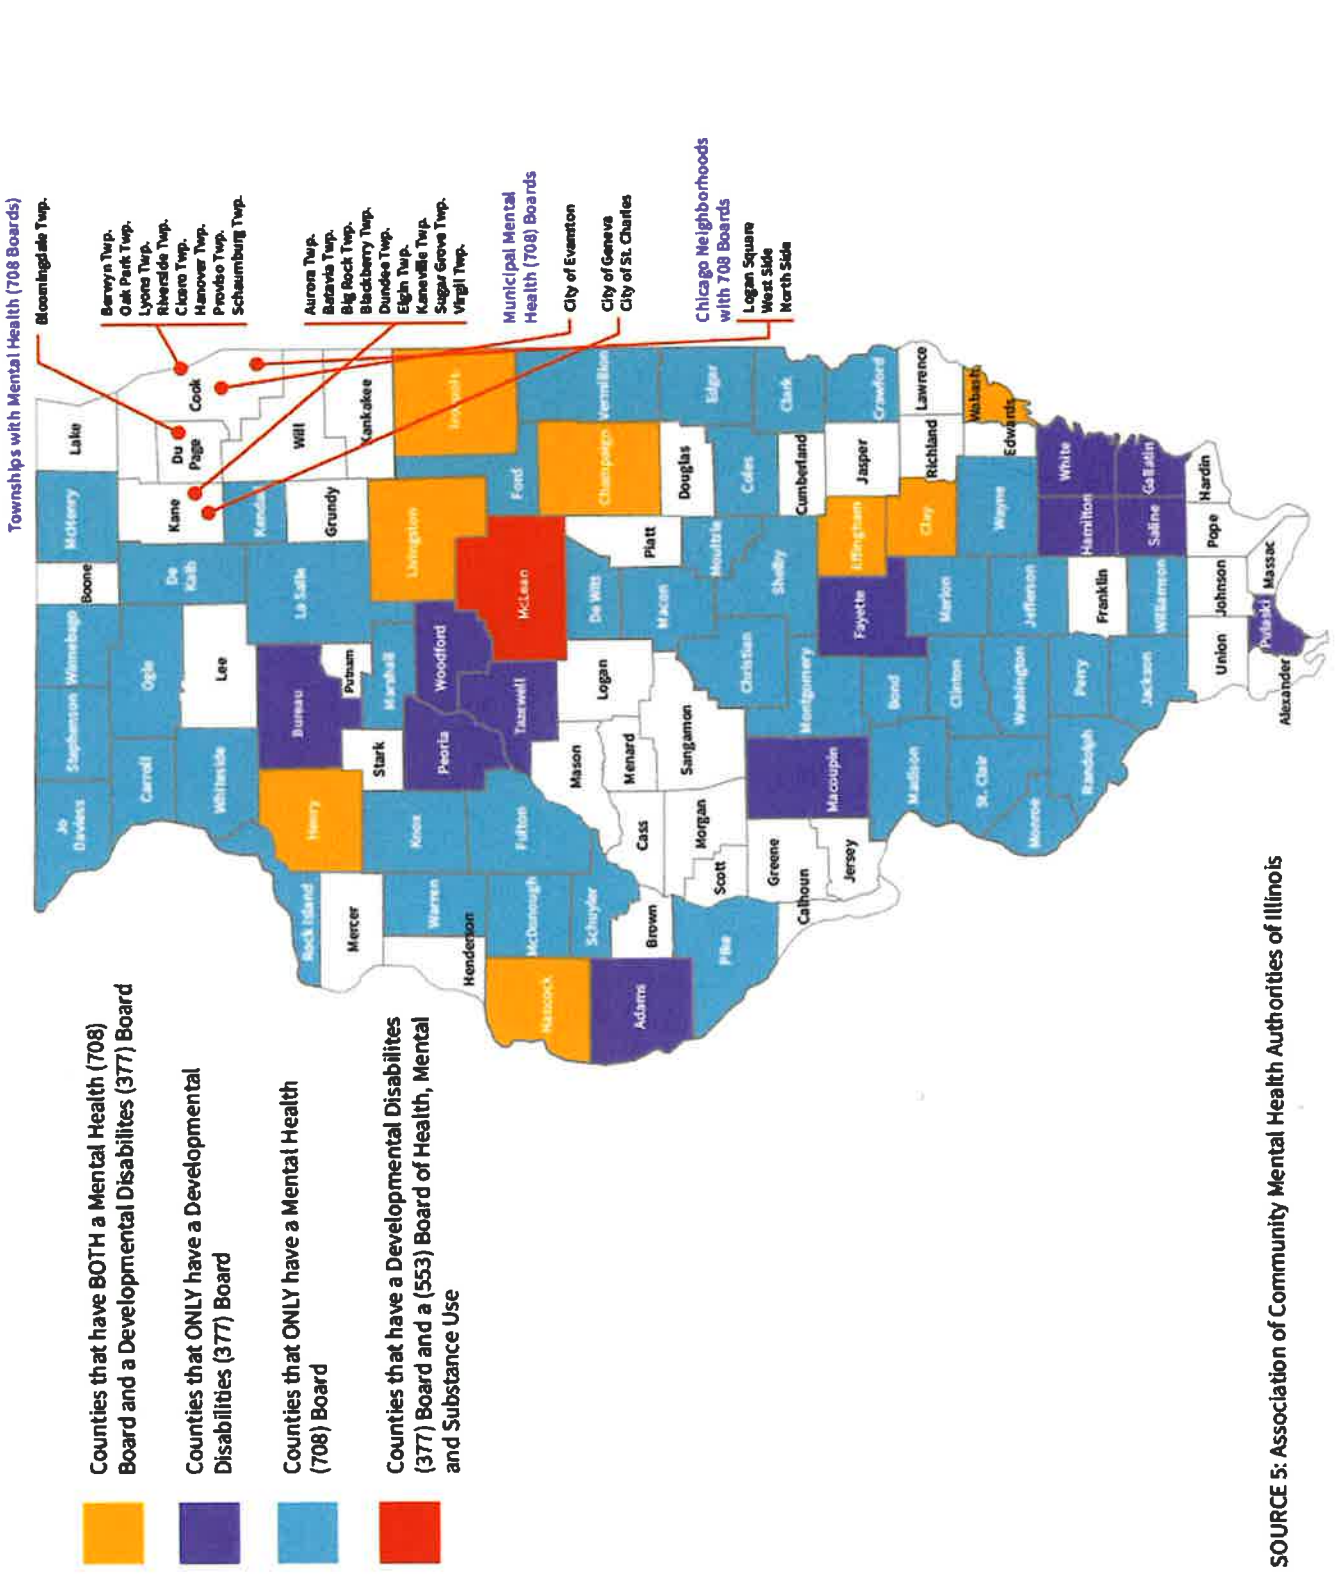 Counties that have BOTH a Mental Health (708)
Board and a Developmental Disabilites (377) Board
Counties that ONLY have a Developmental
Disabilities (377) Board
Counties that ONLY have a Mental Health
(708) Board
Counties that have a Developmental Disabilites
(377) Board and a (553) Board of Health, Mental
and Substance Use
Townships with Mental Health (708 Boards)
Bloomingdale Twp.
Berwyn Twp.
Oak Park Twp.
Lyons Twp.
Riverside Twp.
Cicero Twp.
Hanover Twp.
Proviso Twp.
Schaumburg Twp.
Aurora Twp.
Batavia Twp.
Big Rock Twp.
Blackberry Twp.
Dundee Twp.
Elgin Twp.
Kaneville Twp.
Sugar Grove Twp.
Virgil Twp.
Municipal Mental
Health (708) Boards
City of Evanston
City of Geneva
City of St. Charles
Chicago Neighborhoods
with 708 Boards
Logan Square
West Side
North Side
Jo
Daviess
Stephenson
Winnebago
Boone
McHenry
Lake
Carroll
Ogle
De
Kalb
Kane
Du
Page
Cook
Whiteside
Lee
Kendall
Will
Rock Island
Henry
Bureau
La Salle
Grundy
Kankakee
Mercer
Stark
Putnam
Marshall
Livingston
Iroquois
Henderson
Warren
Knox
Peoria
Woodford
McLean
Ford
Hancock
McDonough
Fulton
Tazewell
Logan
De Witt
Champaign
Vermillion
Adams
Schuyler
Mason
Menard
Macon
Piatt
Douglas
Edgar
Brown
Cass
Sangamon
Moultrie
Coles
Pike
Scott
Morgan
Christian
Shelby
Cumberland
Clark
Calhoun
Greene
Jersey
Macoupin
Montgomery
Fayette
Effingham
Jasper
Crawford
Madison
Bond
Marion
Clay
Richland
Lawrence
St. Clair
Clinton
Washington
Jefferson
Wayne
Edwards
Wabash
Monroe
Randolph
Perry
Franklin
Hamilton
White
Jackson
Williamson
Saline
Gallatin
Union
Johnson
Pope
Hardin
Alexander
Pulaski
Massac
SOURCE 5: Association of Community Mental Health Authorities of Illinois